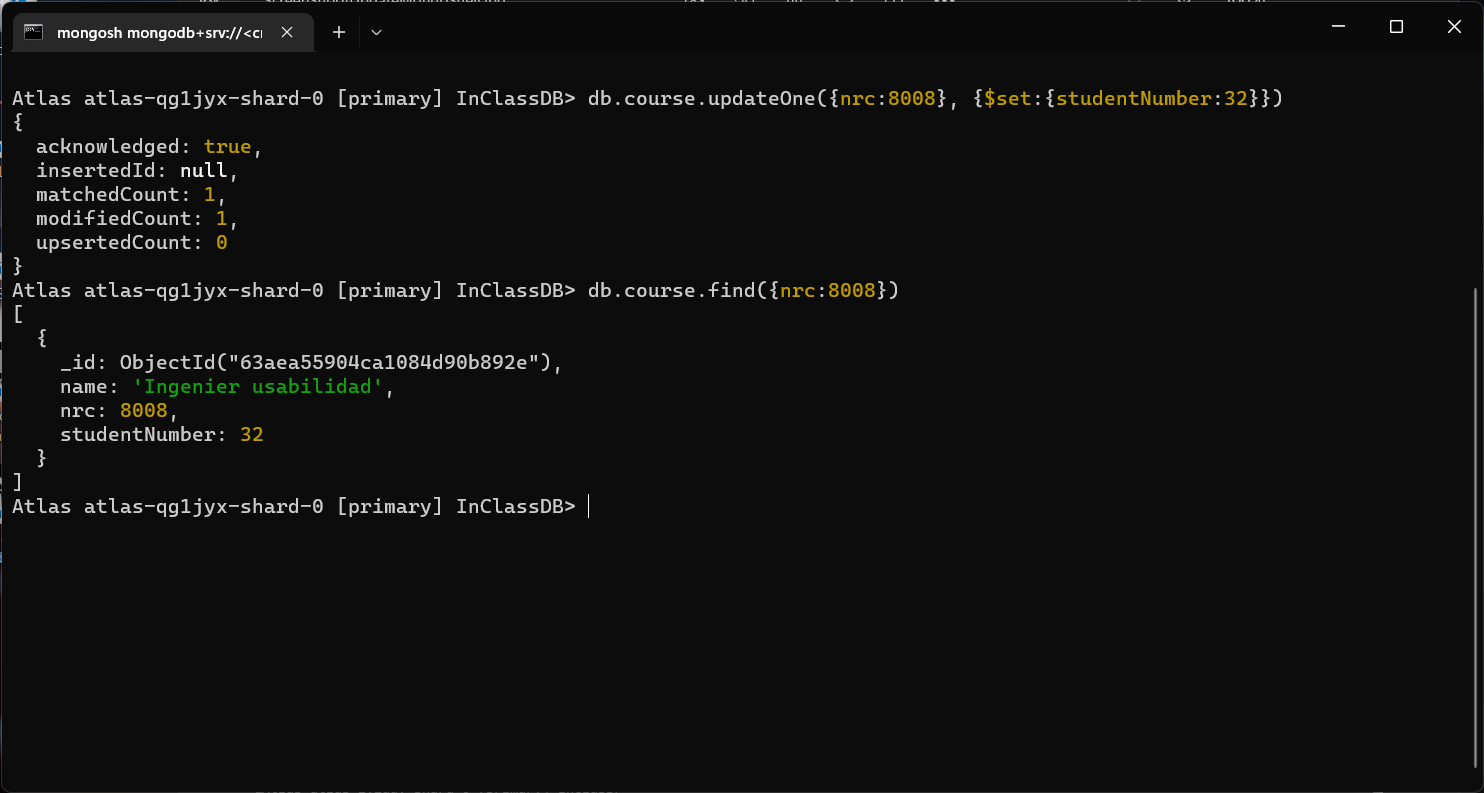 mongosh mongodb+srv://<cr
Atlas atlas-qg1jyx-shard-0 [primary] InClassDB> db.course.updateOne({nrc:8008}, {$set:{studentNumber:32}})
{
  acknowledged: true,
  insertedId: null,
  matchedCount: 1,
  modifiedCount: 1,
  upsertedCount: 0
}
Atlas atlas-qg1jyx-shard-0 [primary] InClassDB> db.course.find({nrc:8008})
[
  {
    _id: ObjectId("63aea55904ca1084d90b892e"),
    name: 'Ingenier usabilidad',
    nrc: 8008,
    studentNumber: 32
  }
]
Atlas atlas-qg1jyx-shard-0 [primary] InClassDB>